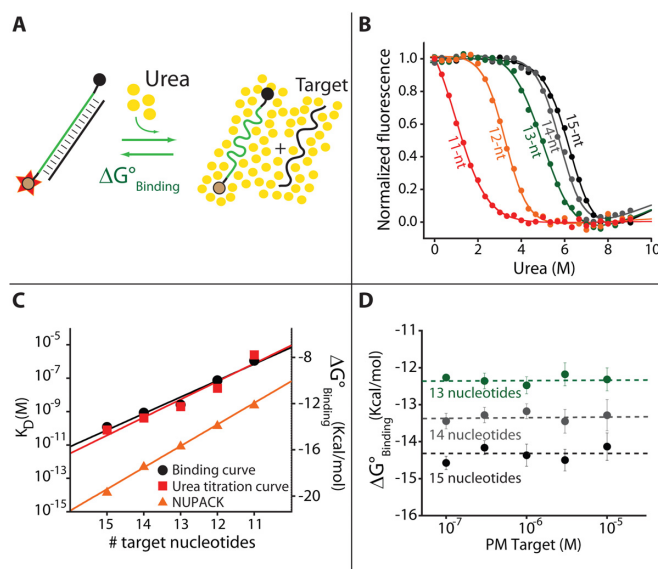 A
Urea
Target
+
ΔG°Binding
B
Normalized fluorescence
1.0
0.8
0.6
0.4
0.2
0.0
11-nt
12-nt
13-nt
14-nt
15-nt
0 2 4 6 8 10
Urea (M)
C
KD(M)
10-5
10-7
10-9
10-11
10-13
10-15
-8
-12
-16
-20
ΔG°Binding (Kcal/mol)
Binding curve
Urea titration curve
NUPACK
15 14 13 12 11
# target nucleotides
D
ΔG°Binding (Kcal/mol)
-11
-12
-13
-14
-15
-16
13 nucleotides
14 nucleotides
15 nucleotides
10-7 10-6 10-5
PM Target (M)